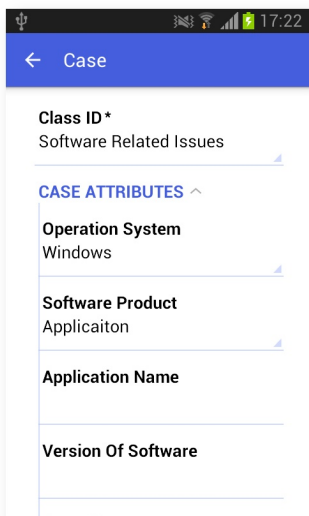 17:22
Case
Class ID*
Software Related Issues
CASE ATTRIBUTES
Operation System
Windows
Software Product
Applicaiton
Application Name
Version Of Software